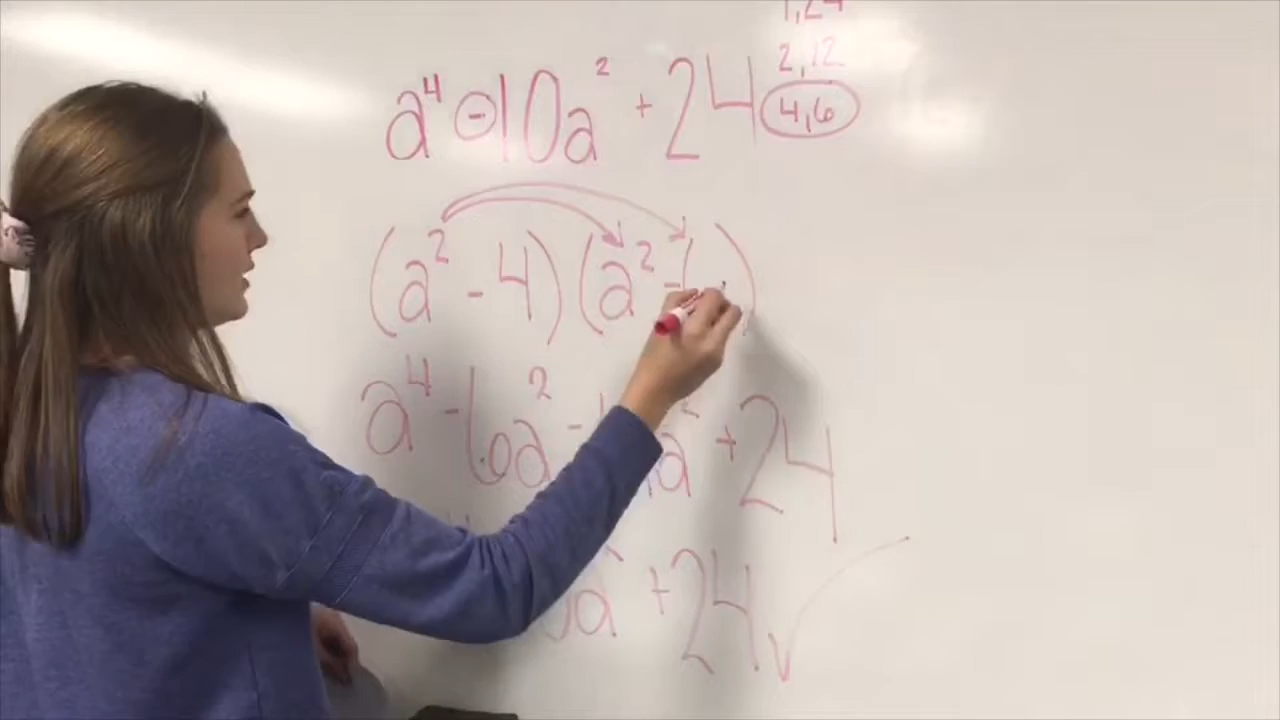 1,24
2,12
a⁴ - 10a² + 24 4,6
(a² - 4)(a² - )
a⁴ - 6a² - a² + 24
a + 24 √